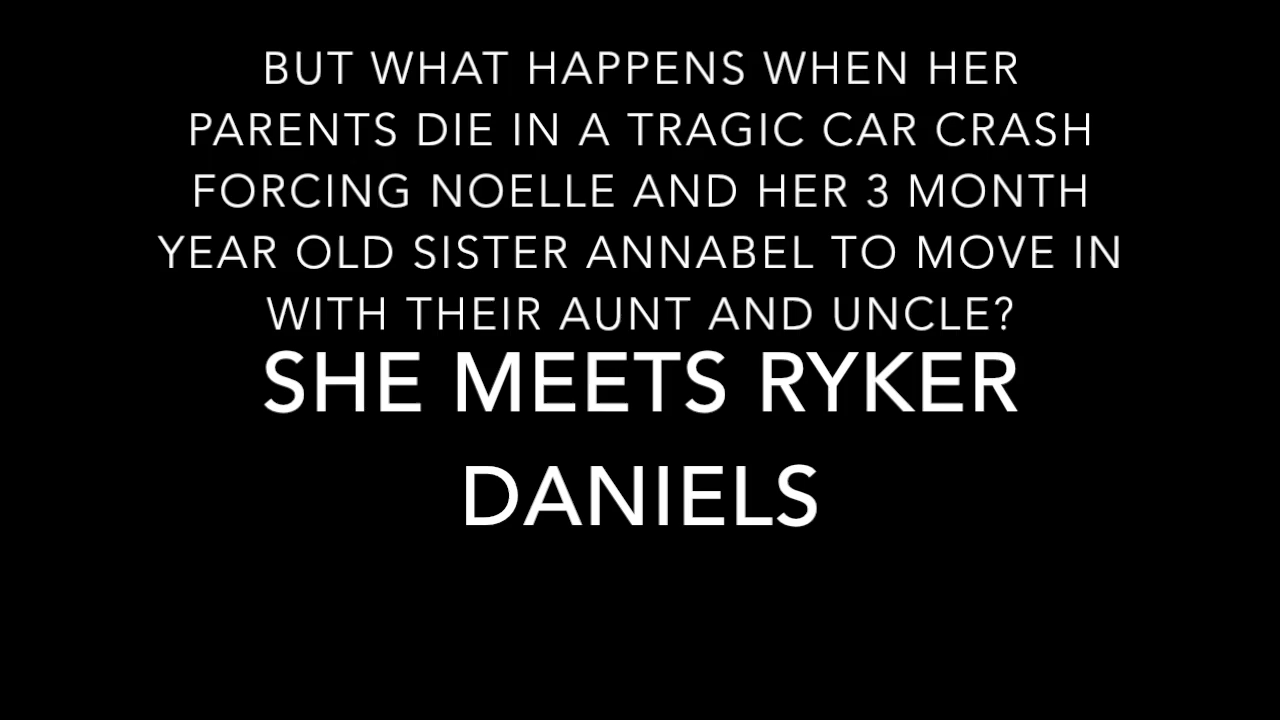 BUT WHAT HAPPENS WHEN HER
PARENTS DIE IN A TRAGIC CAR CRASH
FORCING NOELLE AND HER 3 MONTH
YEAR OLD SISTER ANNABEL TO MOVE IN
WITH THEIR AUNT AND UNCLE?
SHE MEETS RYKER
DANIELS